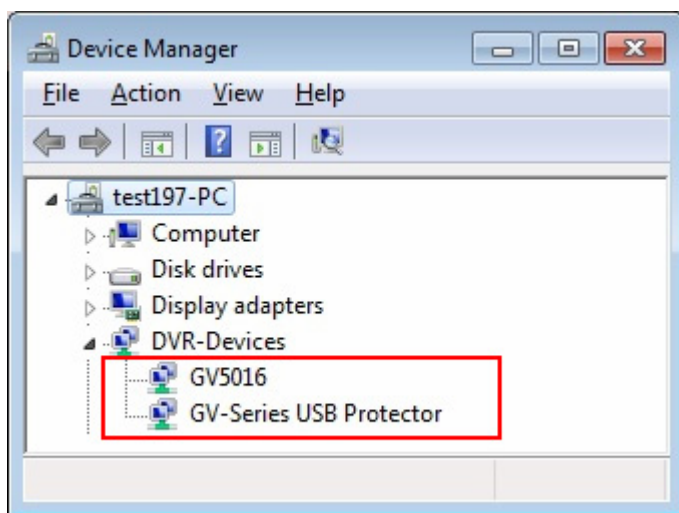 Device Manager
File Action View Help
test197-PC
Computer
Disk drives
Display adapters
DVR-Devices
GV5016
GV-Series USB Protector